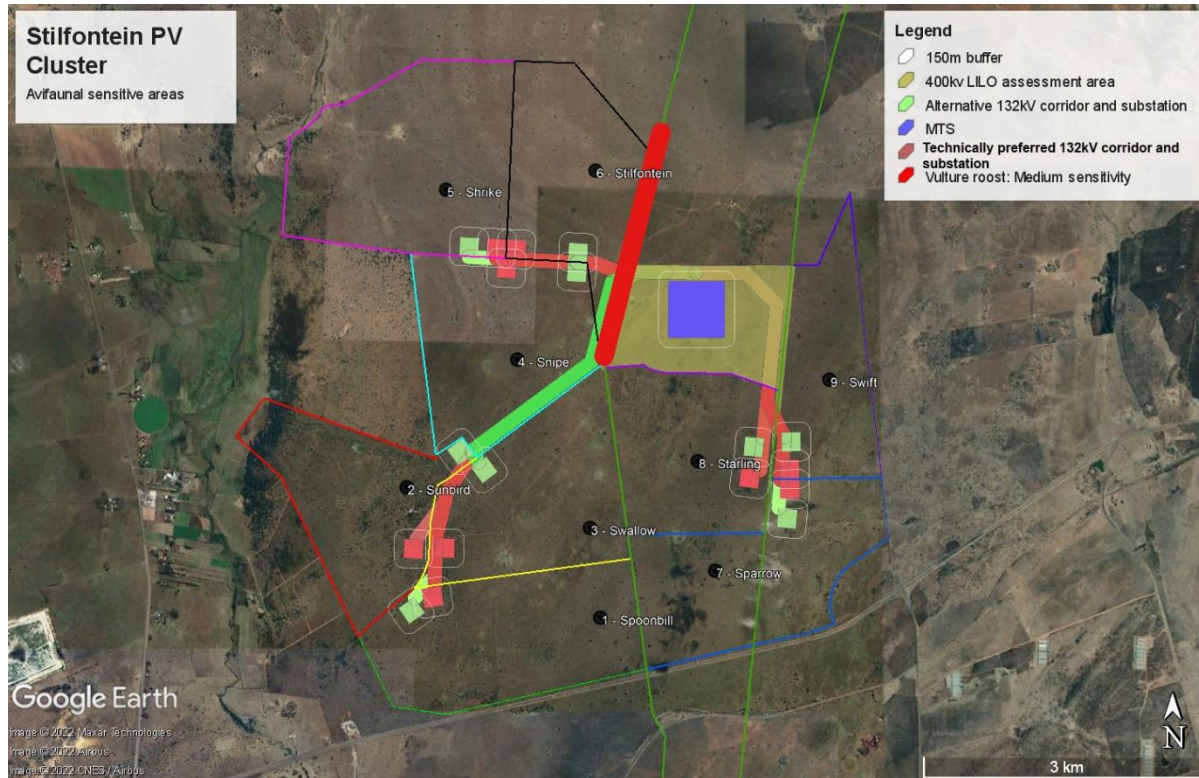 Stilfontein PV
Cluster
Avifaunal sensitive areas
Legend
150m buffer
400kv LILO assessment area
Alternative 132kV corridor and substation
MTS
Technically preferred 132kV corridor and
substation
Vulture roost: Medium sensitivity
6 - Stilfontein
5 - Shrike
4 - Snipe
9 - Swift
8 - Starling
2 - Sunbird
3 - Swallow
7 - Sparrow
1 - Spoonbill
Google Earth
Image © 2022 Maxar Technologies
Image © 2022 Airbus
Image © 2022 CNES / Airbus
N
3 km